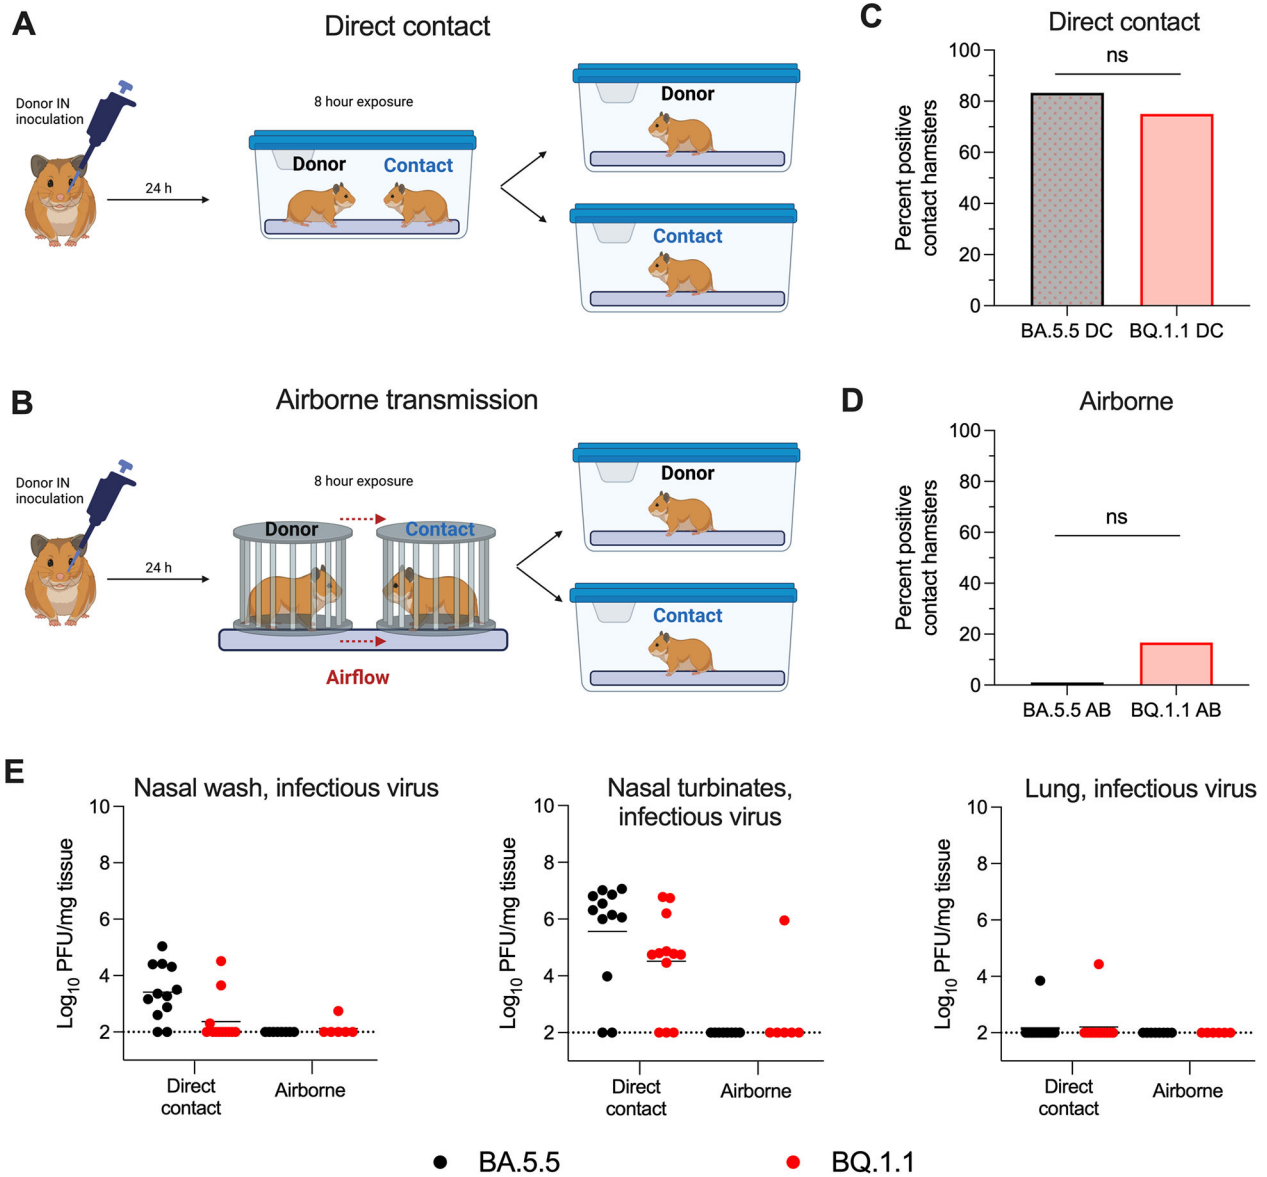 A
Direct contact
Donor IN
inoculation
24 h
8 hour exposure
Donor
Contact
Donor
Contact
C
Direct contact
ns
Percent positive
contact hamsters
100
80
60
40
20
0
BA.5.5 DC
BQ.1.1 DC
B
Airborne transmission
Donor IN
inoculation
24 h
8 hour exposure
Donor
Contact
Airflow
Donor
Contact
D
Airborne
ns
Percent positive
contact hamsters
100
80
60
40
20
0
BA.5.5 AB
BQ.1.1 AB
E
Nasal wash, infectious virus
Log10 PFU/mg tissue
10
8
6
4
2
Direct
contact
Airborne
Nasal turbinates,
infectious virus
Log10 PFU/mg tissue
10
8
6
4
2
Direct
contact
Airborne
Lung, infectious virus
Log10 PFU/mg tissue
10
8
6
4
2
Direct
contact
Airborne
BA.5.5
BQ.1.1